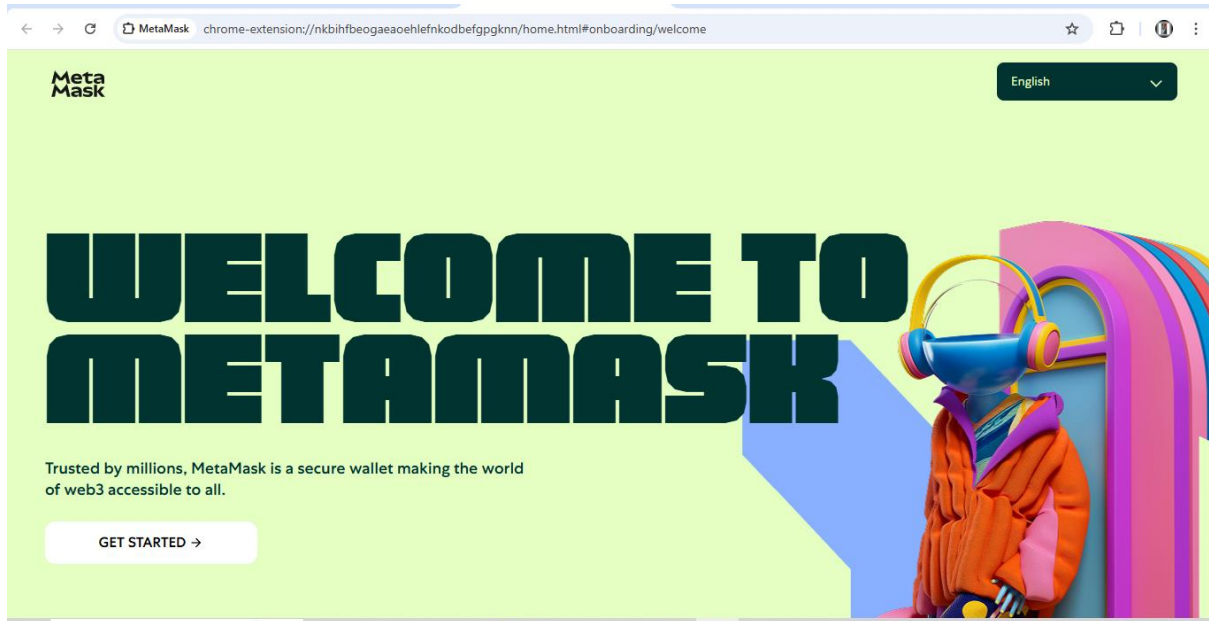 MetaMask chrome-extension://nkbihfbeogaeaoehlefnkodbefgpgknn/home.html#onboarding/welcome
Meta
Mask
English
WELCOME TO
METAMASK
Trusted by millions, MetaMask is a secure wallet making the world
of web3 accessible to all.
GET STARTED →